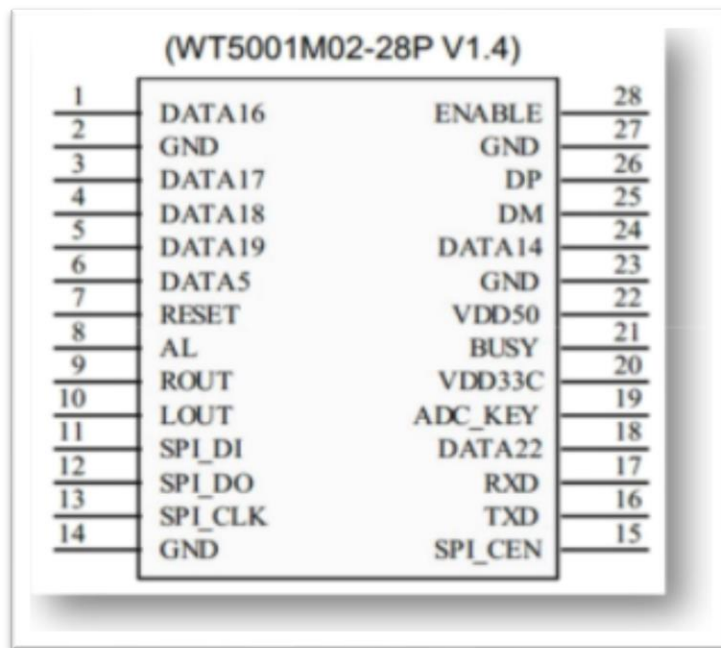 (WT5001M02-28P V1.4)
1 DATA16 ENABLE 28
2 GND GND 27
3 DATA17 DP 26
4 DATA18 DM 25
5 DATA19 DATA14 24
6 DATA5 GND 23
7 RESET VDD50 22
8 AL BUSY 21
9 ROUT VDD33C 20
10 LOUT ADC_KEY 19
11 SPI_DI DATA22 18
12 SPI_DO RXD 17
13 SPI_CLK TXD 16
14 GND SPI_CEN 15